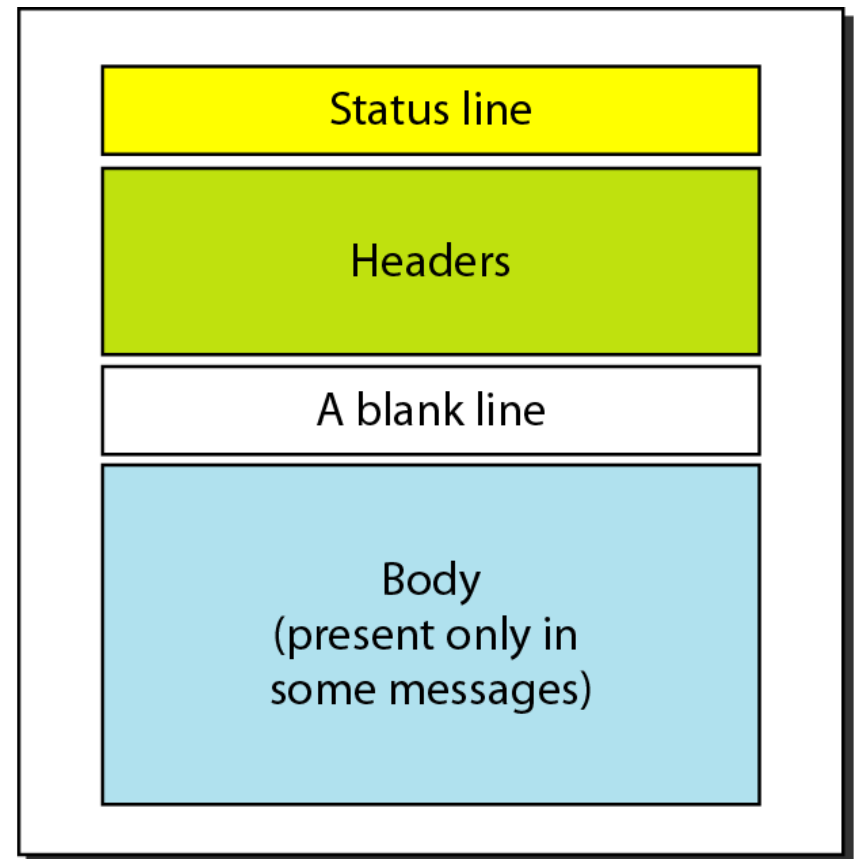 Status line
Headers
A blank line
Body
(present only in
some messages)